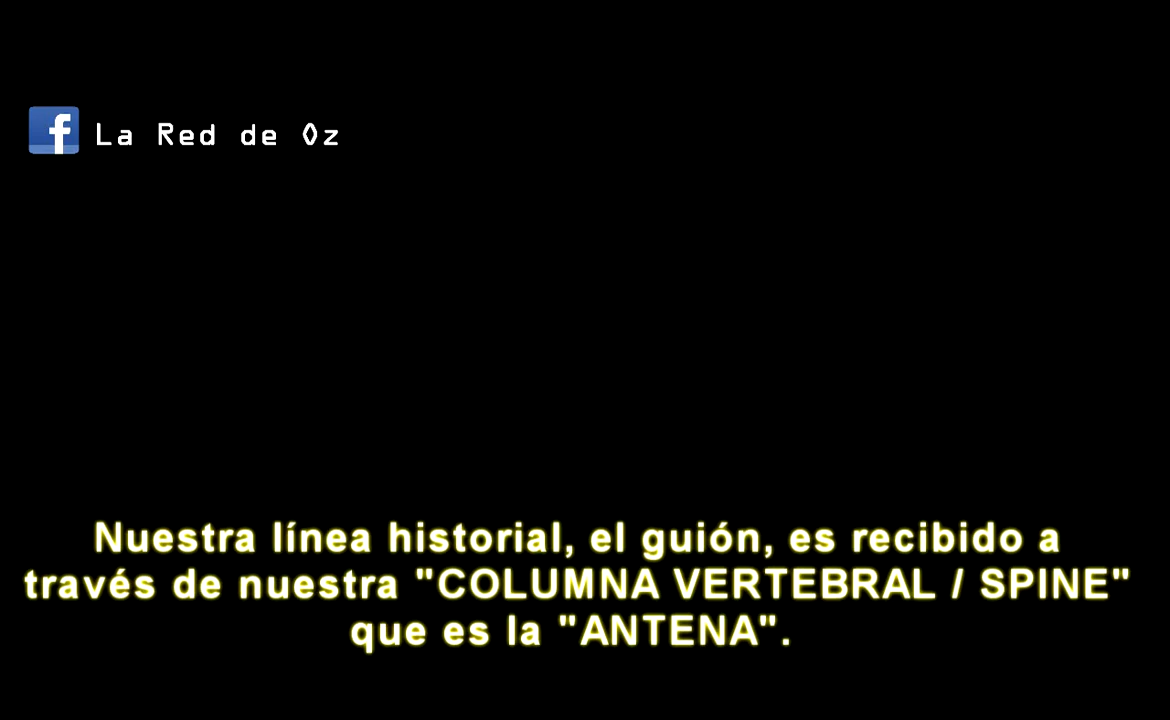 La Red de Oz
Nuestra línea historial, el guión, es recibido a
través de nuestra "COLUMNA VERTEBRAL / SPINE"
que es la "ANTENA".